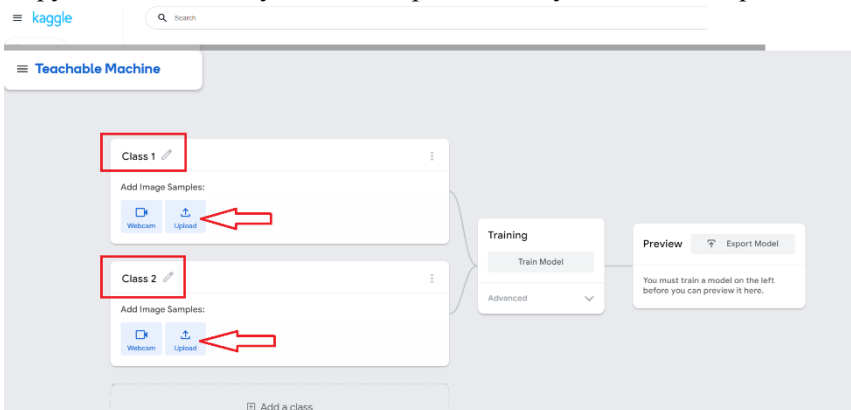 kaggle
Search
Teachable Machine
Class 1
Add Image Samples:
Webcam Upload
Class 2
Add Image Samples:
Webcam Upload
Add a class
Training
Train Model
Advanced
Preview Export Model
You must train a model on the left
before you can preview it here.